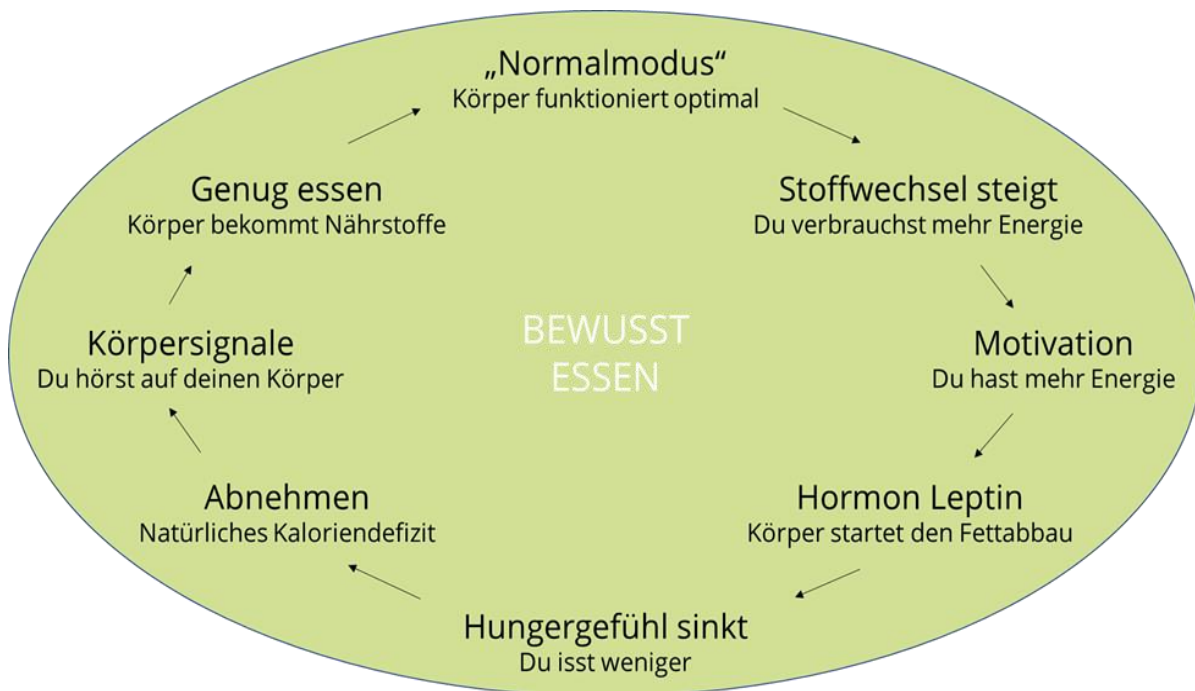 „Normalmodus“
Körper funktioniert optimal
Stoffwechsel steigt
Du verbrauchst mehr Energie
Motivation
Du hast mehr Energie
Hormon Leptin
Körper startet den Fettabbau
Hungergefühl sinkt
Du isst weniger
Abnehmen
Natürliches Kaloriendefizit
Körpersignale
Du hörst auf deinen Körper
Genug essen
Körper bekommt Nährstoffe
BEWUSST
ESSEN